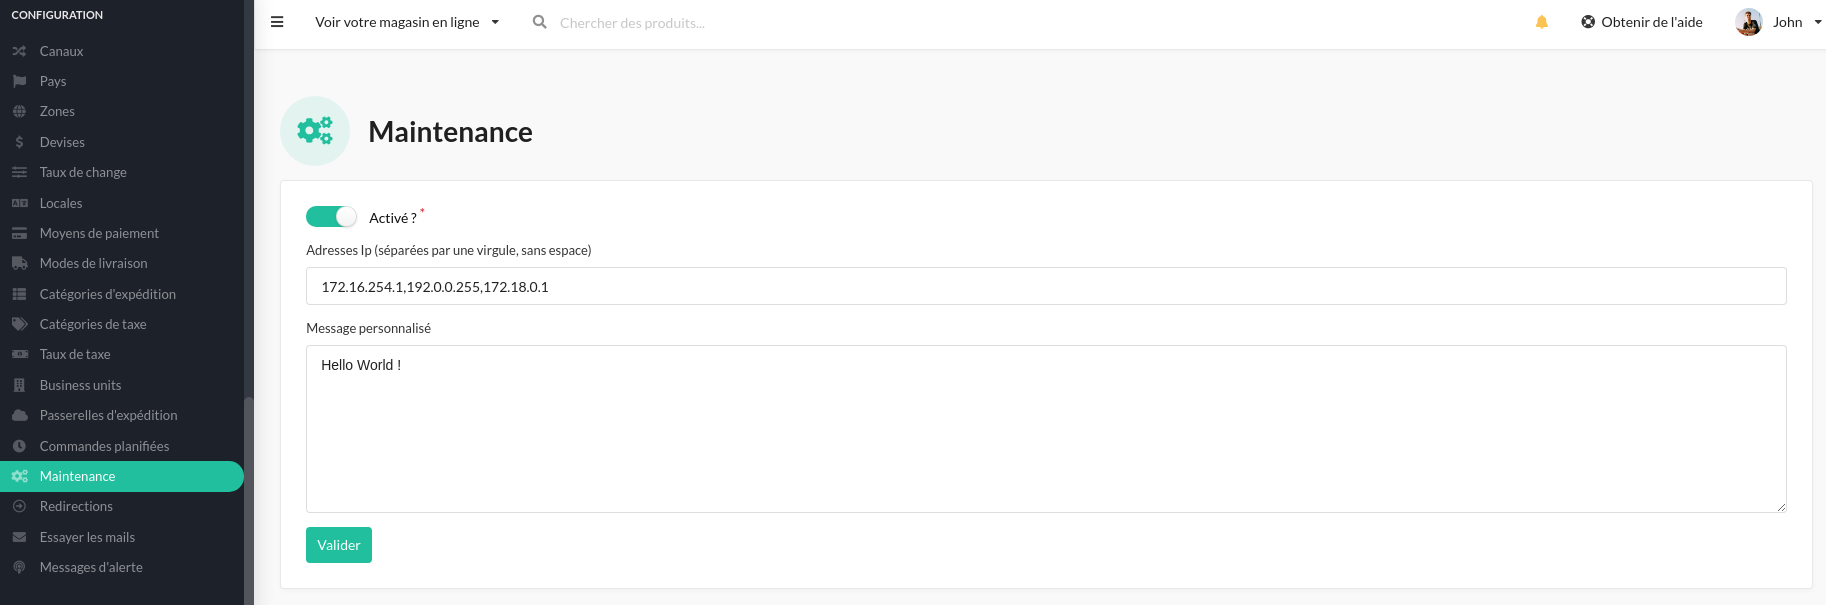 CONFIGURATION
Canaux
Pays
Zones
Devises
Taux de change
Locales
Moyens de paiement
Modes de livraison
Catégories d'expédition
Catégories de taxe
Taux de taxe
Business units
Passerelles d'expédition
Commandes planifiées
Maintenance
Redirections
Essayer les mails
Messages d'alerte
Voir votre magasin en ligne
Chercher des produits...
Obtenir de l'aide
John
Maintenance
Activé ? *
Adresses Ip (séparées par une virgule, sans espace)
172.16.254.1,192.0.0.255,172.18.0.1
Message personnalisé
Hello World !
Valider